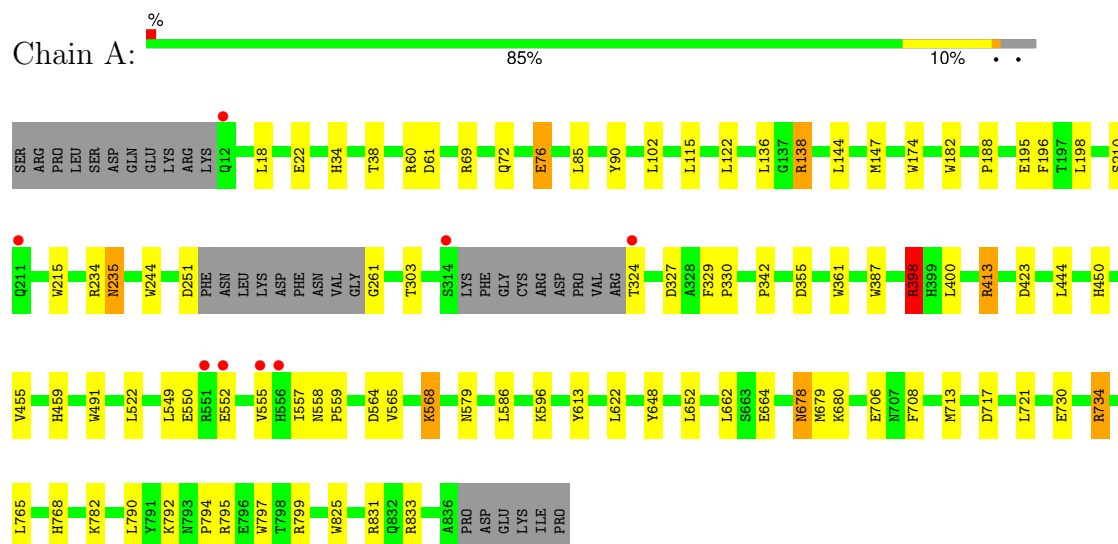 %
Chain A:
85% 10% • •
SER ARG PRO LEU SER ASP GLN GLU LYS ARG LYS Q12 L18 E22 H34 T38 R60 D61 R69 Q72 E76 L85 Y90 L102 L115 L122 L136 G137 R138 L144 M147 W174 W182 P188 E195 F196 T197 L198 S210
Q211 W215 R234 N235 W244 D251 PHE ASN LEU LYS ASP PHE ASN VAL GLY G261 T303 S314 LYS PHE GLY CYS ARG ASP PRO VAL ARG T324 D327 A328 F329 P330 P342 D355 W361 W387 R398 H399 L400 R413 D423 L444 H450
V455 H459 W491 L522 L549 E550 R551 E552 V555 H556 I557 N558 P559 D564 V565 K568 N579 L586 K596 Y613 L622 Y648 L652 L662 S663 E664 N678 M679 K680 E706 N707 F708 M713 D717 L721 E730 R734
L765 H768 K782 L790 Y791 K792 N793 P794 R795 E796 W797 T798 R799 W825 R831 Q832 R833 A836 PRO ASP GLU LYS ILE PRO